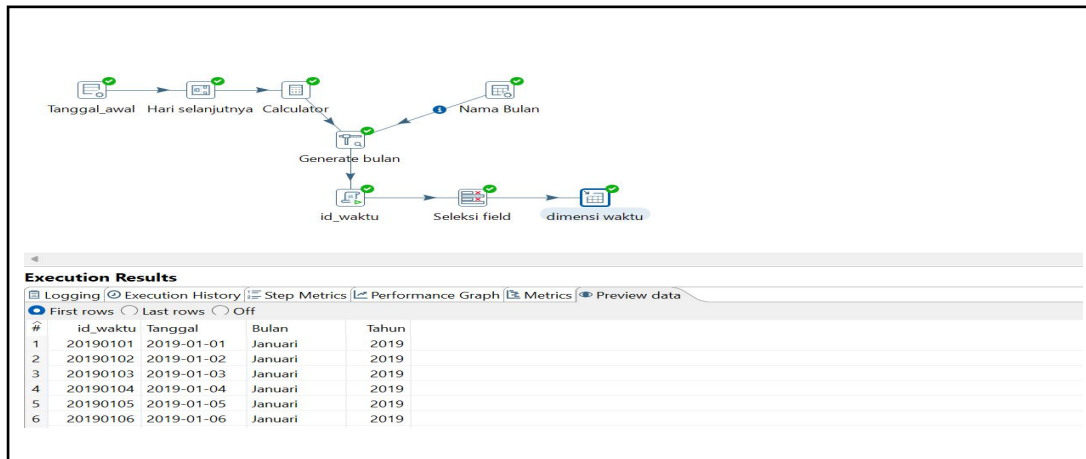 Tanggal_awal Hari selanjutnya Calculator Nama Bulan
Generate bulan
id_waktu Seleksi field dimensi waktu
Execution Results
Logging Execution History Step Metrics Performance Graph Metrics Preview data
First rows Last rows Off
# id_waktu Tanggal Bulan Tahun
1 20190101 2019-01-01 Januari 2019
2 20190102 2019-01-02 Januari 2019
3 20190103 2019-01-03 Januari 2019
4 20190104 2019-01-04 Januari 2019
5 20190105 2019-01-05 Januari 2019
6 20190106 2019-01-06 Januari 2019